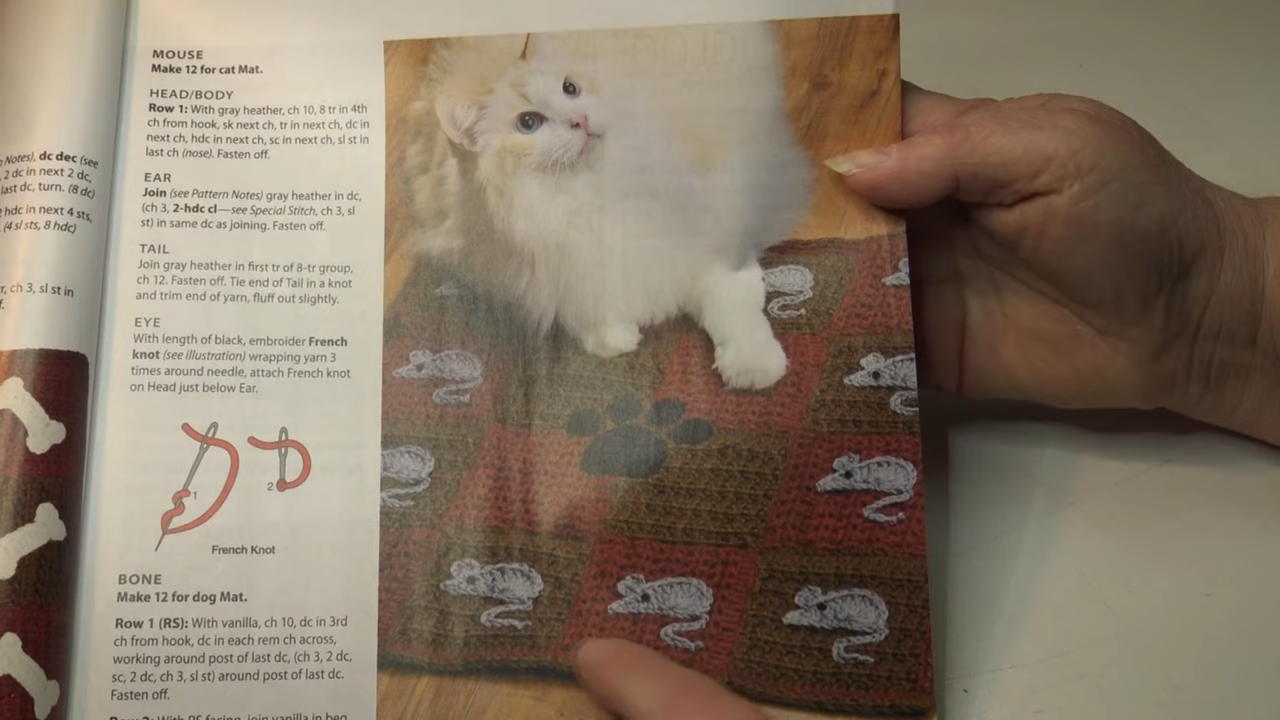 Notes), dc dec (see
2 dc in next 2 dc,
last dc, turn. (8 dc)
hdc in next 4 sts,
(4 sl sts, 8 hdc)
r, ch 3, sl st in
MOUSE
Make 12 for cat Mat.
HEAD/BODY
Row 1: With gray heather, ch 10, 8 tr in 4th
ch from hook, sk next ch, tr in next ch, dc in
next ch, hdc in next ch, sc in next ch, sl st in
last ch (nose). Fasten off.
EAR
Join (see Pattern Notes) gray heather in dc,
(ch 3, 2-hdc cl—see Special Stitch, ch 3, sl
st) in same dc as joining. Fasten off.
TAIL
Join gray heather in first tr of 8-tr group,
ch 12. Fasten off. Tie end of Tail in a knot
and trim end of yarn, fluff out slightly.
EYE
With length of black, embroider French
knot (see illustration) wrapping yarn 3
times around needle, attach French knot
on Head just below Ear.
1
2
French Knot
BONE
Make 12 for dog Mat.
Row 1 (RS): With vanilla, ch 10, dc in 3rd
ch from hook, dc in each rem ch across,
working around post of last dc, (ch 3, 2 dc,
sc, 2 dc, ch 3, sl st) around post of last dc.
Fasten off.
Row 2: With RS facing, join vanilla in beg